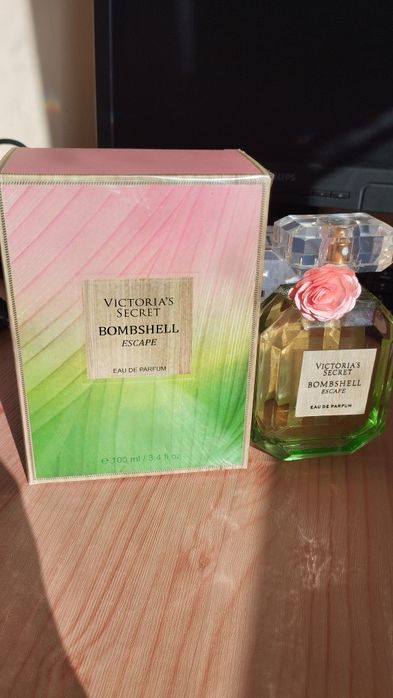 VICTORIA'S
SECRET
BOMBSHELL
ESCAPE
EAU DE PARFUM
℮ 100 ml / 3.4 fl oz
VICTORIA'S
SECRET
BOMBSHELL
ESCAPE
EAU DE PARFUM
PHILIPS